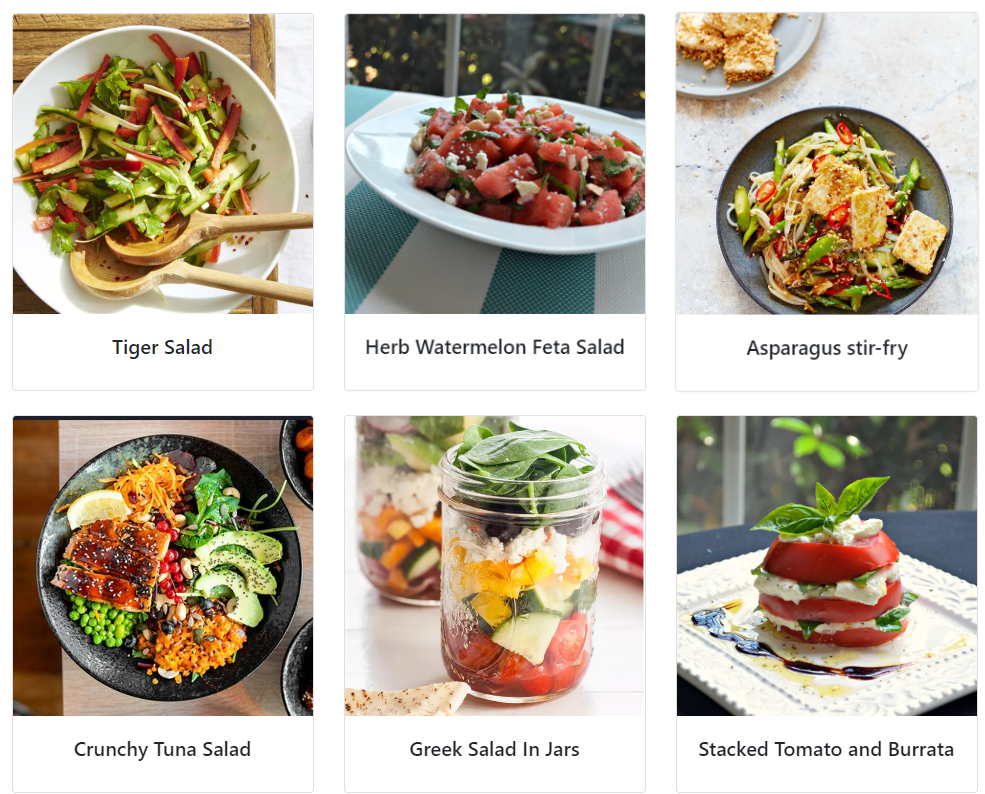 Tiger Salad
Herb Watermelon Feta Salad
Asparagus stir-fry
Crunchy Tuna Salad
Greek Salad In Jars
Stacked Tomato and Burrata